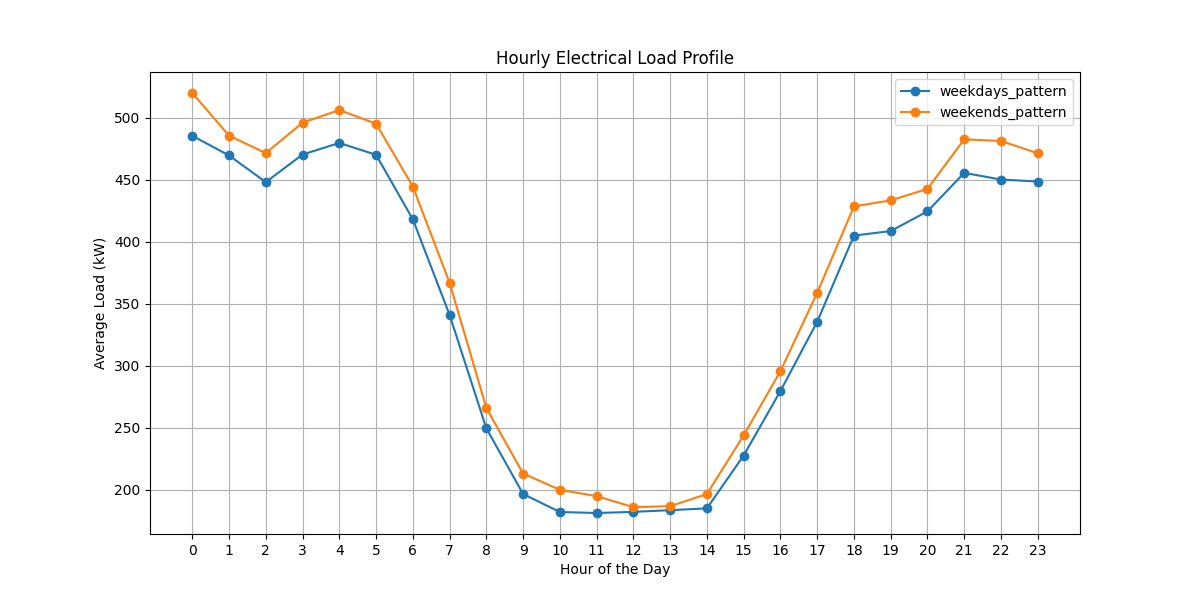 Hourly Electrical Load Profile
weekdays_pattern
weekends_pattern
Average Load (kW)
500
450
400
350
300
250
200
0 1 2 3 4 5 6 7 8 9 10 11 12 13 14 15 16 17 18 19 20 21 22 23
Hour of the Day